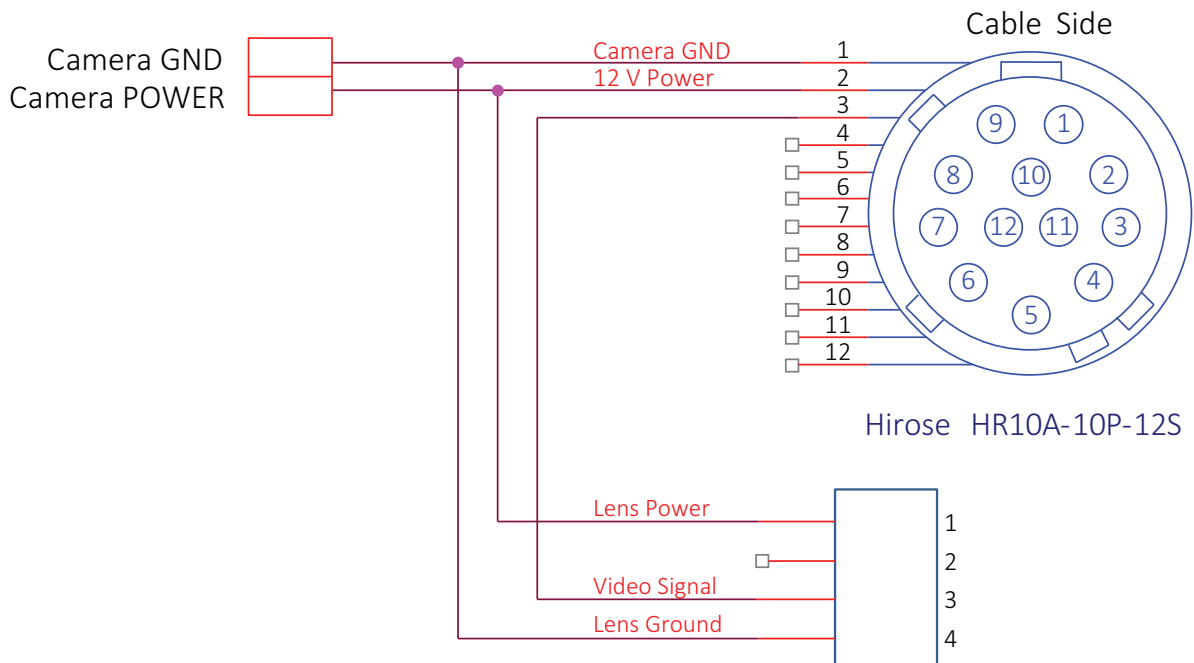 Cable Side
Camera GND
Camera POWER
Camera GND 1
12 V Power 2
3
4
5
6
7
8
9
10
11
12
9 1
8 10 2
7 12 11 3
6 4
5
Hirose HR10A-10P-12S
Lens Power 1
2
Video Signal 3
Lens Ground 4